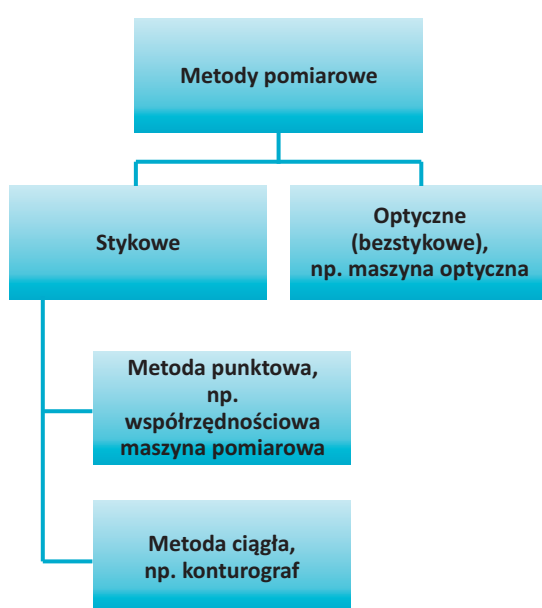 Metody pomiarowe
Stykowe
Optyczne
(bezstykowe),
np. maszyna optyczna
Metoda punktowa,
np.
współrzędnościowa
maszyna pomiarowa
Metoda ciągła,
np. konturograf